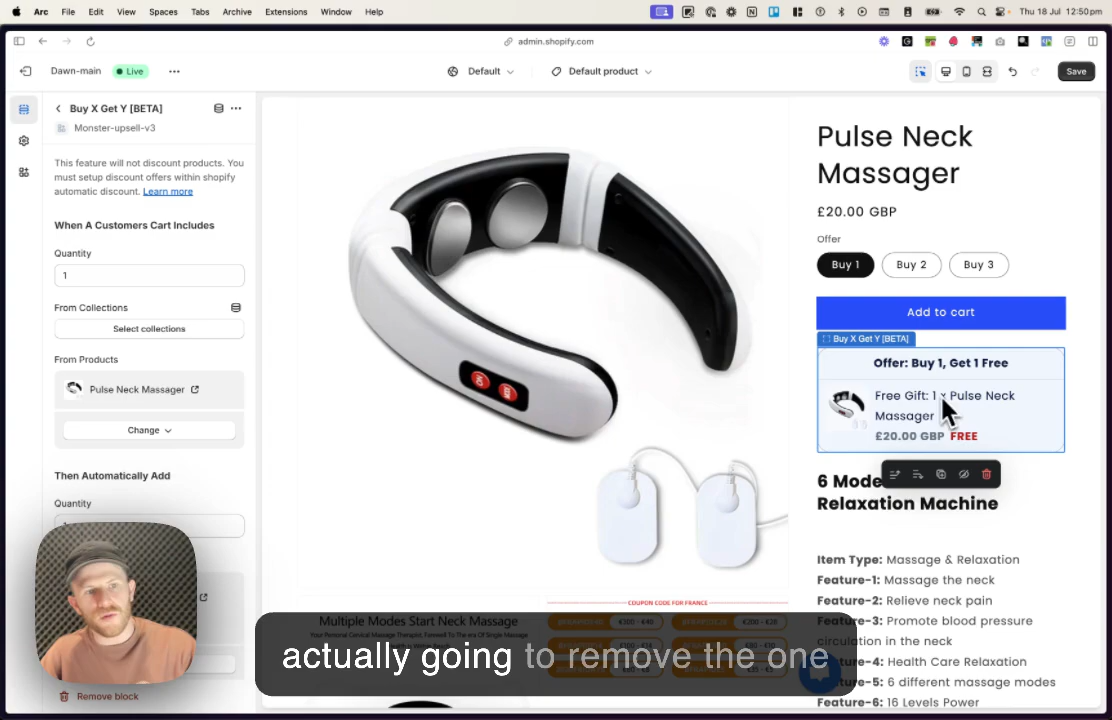 Arc File Edit View Spaces Tabs Archive Extensions Window Help
Thu 18 Jul 12:50pm
admin.shopify.com
Dawn-main
Live
Default
Default product
Save
Buy X Get Y [BETA]
Monster-upsell-v3
This feature will not discount products. You
must setup discount offers within shopify
automatic discount. Learn more
When A Customers Cart Includes
Quantity
1
From Collections
Select collections
From Products
Pulse Neck Massager
Change
Then Automatically Add
Quantity
Remove block
Pulse Neck
Massager
£20.00 GBP
Offer
Buy 1
Buy 2
Buy 3
Add to cart
Buy X Get Y [BETA]
Offer: Buy 1, Get 1 Free
Free Gift: 1 x Pulse Neck
Massager
£20.00 GBP FREE
6 Mode
Relaxation Machine
Item Type: Massage & Relaxation
Feature-1: Massage the neck
Feature-2: Relieve neck pain
Feature-3: Promote blood pressure
circulation in the neck
ature-4: Health Care Relaxation
ature-5: 6 different massage modes
Feature-6: 16 Levels Power
COUPON CODE FOR FRANCE
Multiple Modes Start Neck Massager
actually going to remove the one